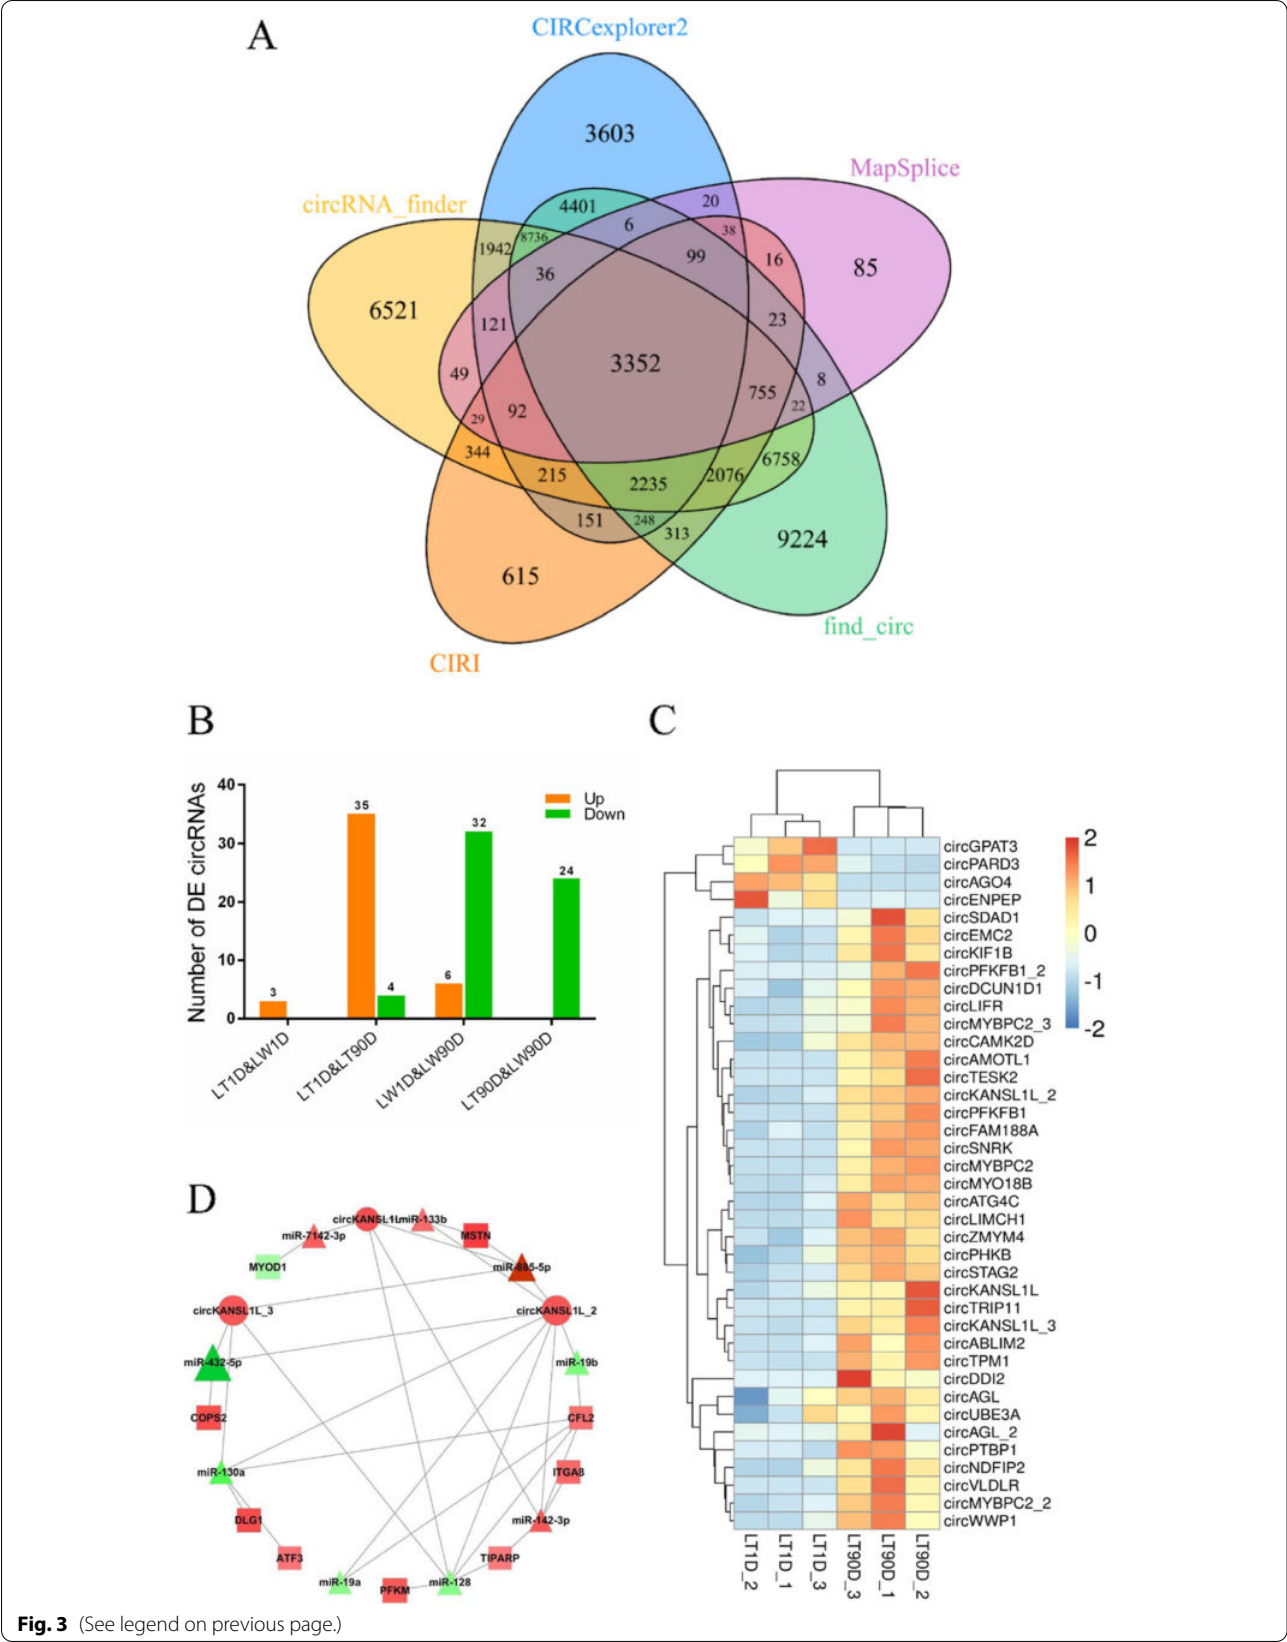 A
CIRCexplorer2
3603
MapSplice
circRNA_finder
4401
20
6
38
8736
1942
99
16
85
36
6521
121
23
3352
49
8
755
22
92
29
344
6758
215
2076
2235
151
248
313
9224
615
find_circ
CIRI
B
Number of DE circRNAs
40
30
20
10
0
3
35
4
6
32
24
Up
Down
LT1D&LW1D
LT1D&LT90D
LW1D&LW90D
LT90D&LW90D
C
2
1
0
-1
-2
circGPAT3
circPARD3
circAGO4
circENPEP
circSDAD1
circEMC2
circKIF1B
circPFKFB1_2
circDCUN1D1
circLIFR
circMYBPC2_3
circCAMK2D
circAMOTL1
circTESK2
circKANSL1L_2
circPFKFB1
circFAM188A
circSNRK
circMYBPC2
circMYO18B
circATG4C
circLIMCH1
circZMYM4
circPHKB
circSTAG2
circKANSL1L
circTRIP11
circKANSL1L_3
circABLIM2
circTPM1
circDDI2
circAGL
circUBE3A
circAGL_2
circPTBP1
circNDFIP2
circVLDLR
circMYBPC2_2
circWWP1
LT1D_2
LT1D_1
LT1D_3
LT90D_3
LT90D_1
LT90D_2
D
circKANSL1L
miR-133b
miR-7142-3p
MSTN
MYOD1
miR-885-5p
circKANSL1L_3
circKANSL1L_2
miR-432-5p
miR-19b
COPS2
CFL2
miR-130a
ITGA8
DLG1
miR-142-3p
ATF3
TIPARP
miR-19a
PFKM
miR-128
Fig. 3 (See legend on previous page.)